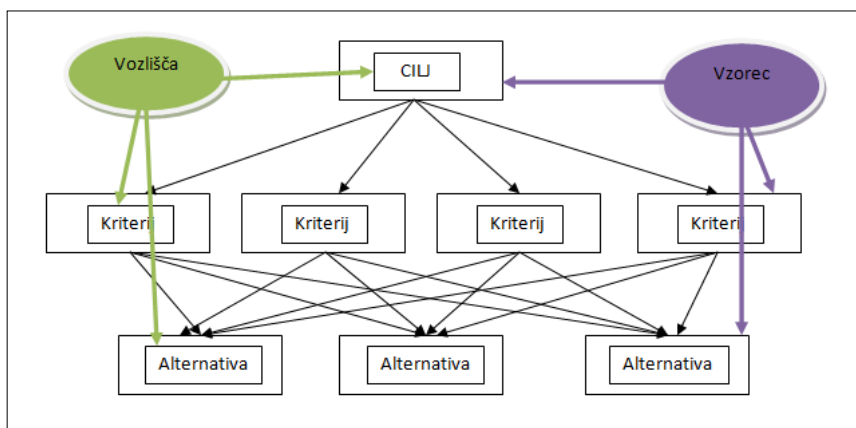 Vozlišča
CILJ
Vzorec
Kriterij
Kriterij
Kriterij
Kriterij
Alternativa
Alternativa
Alternativa